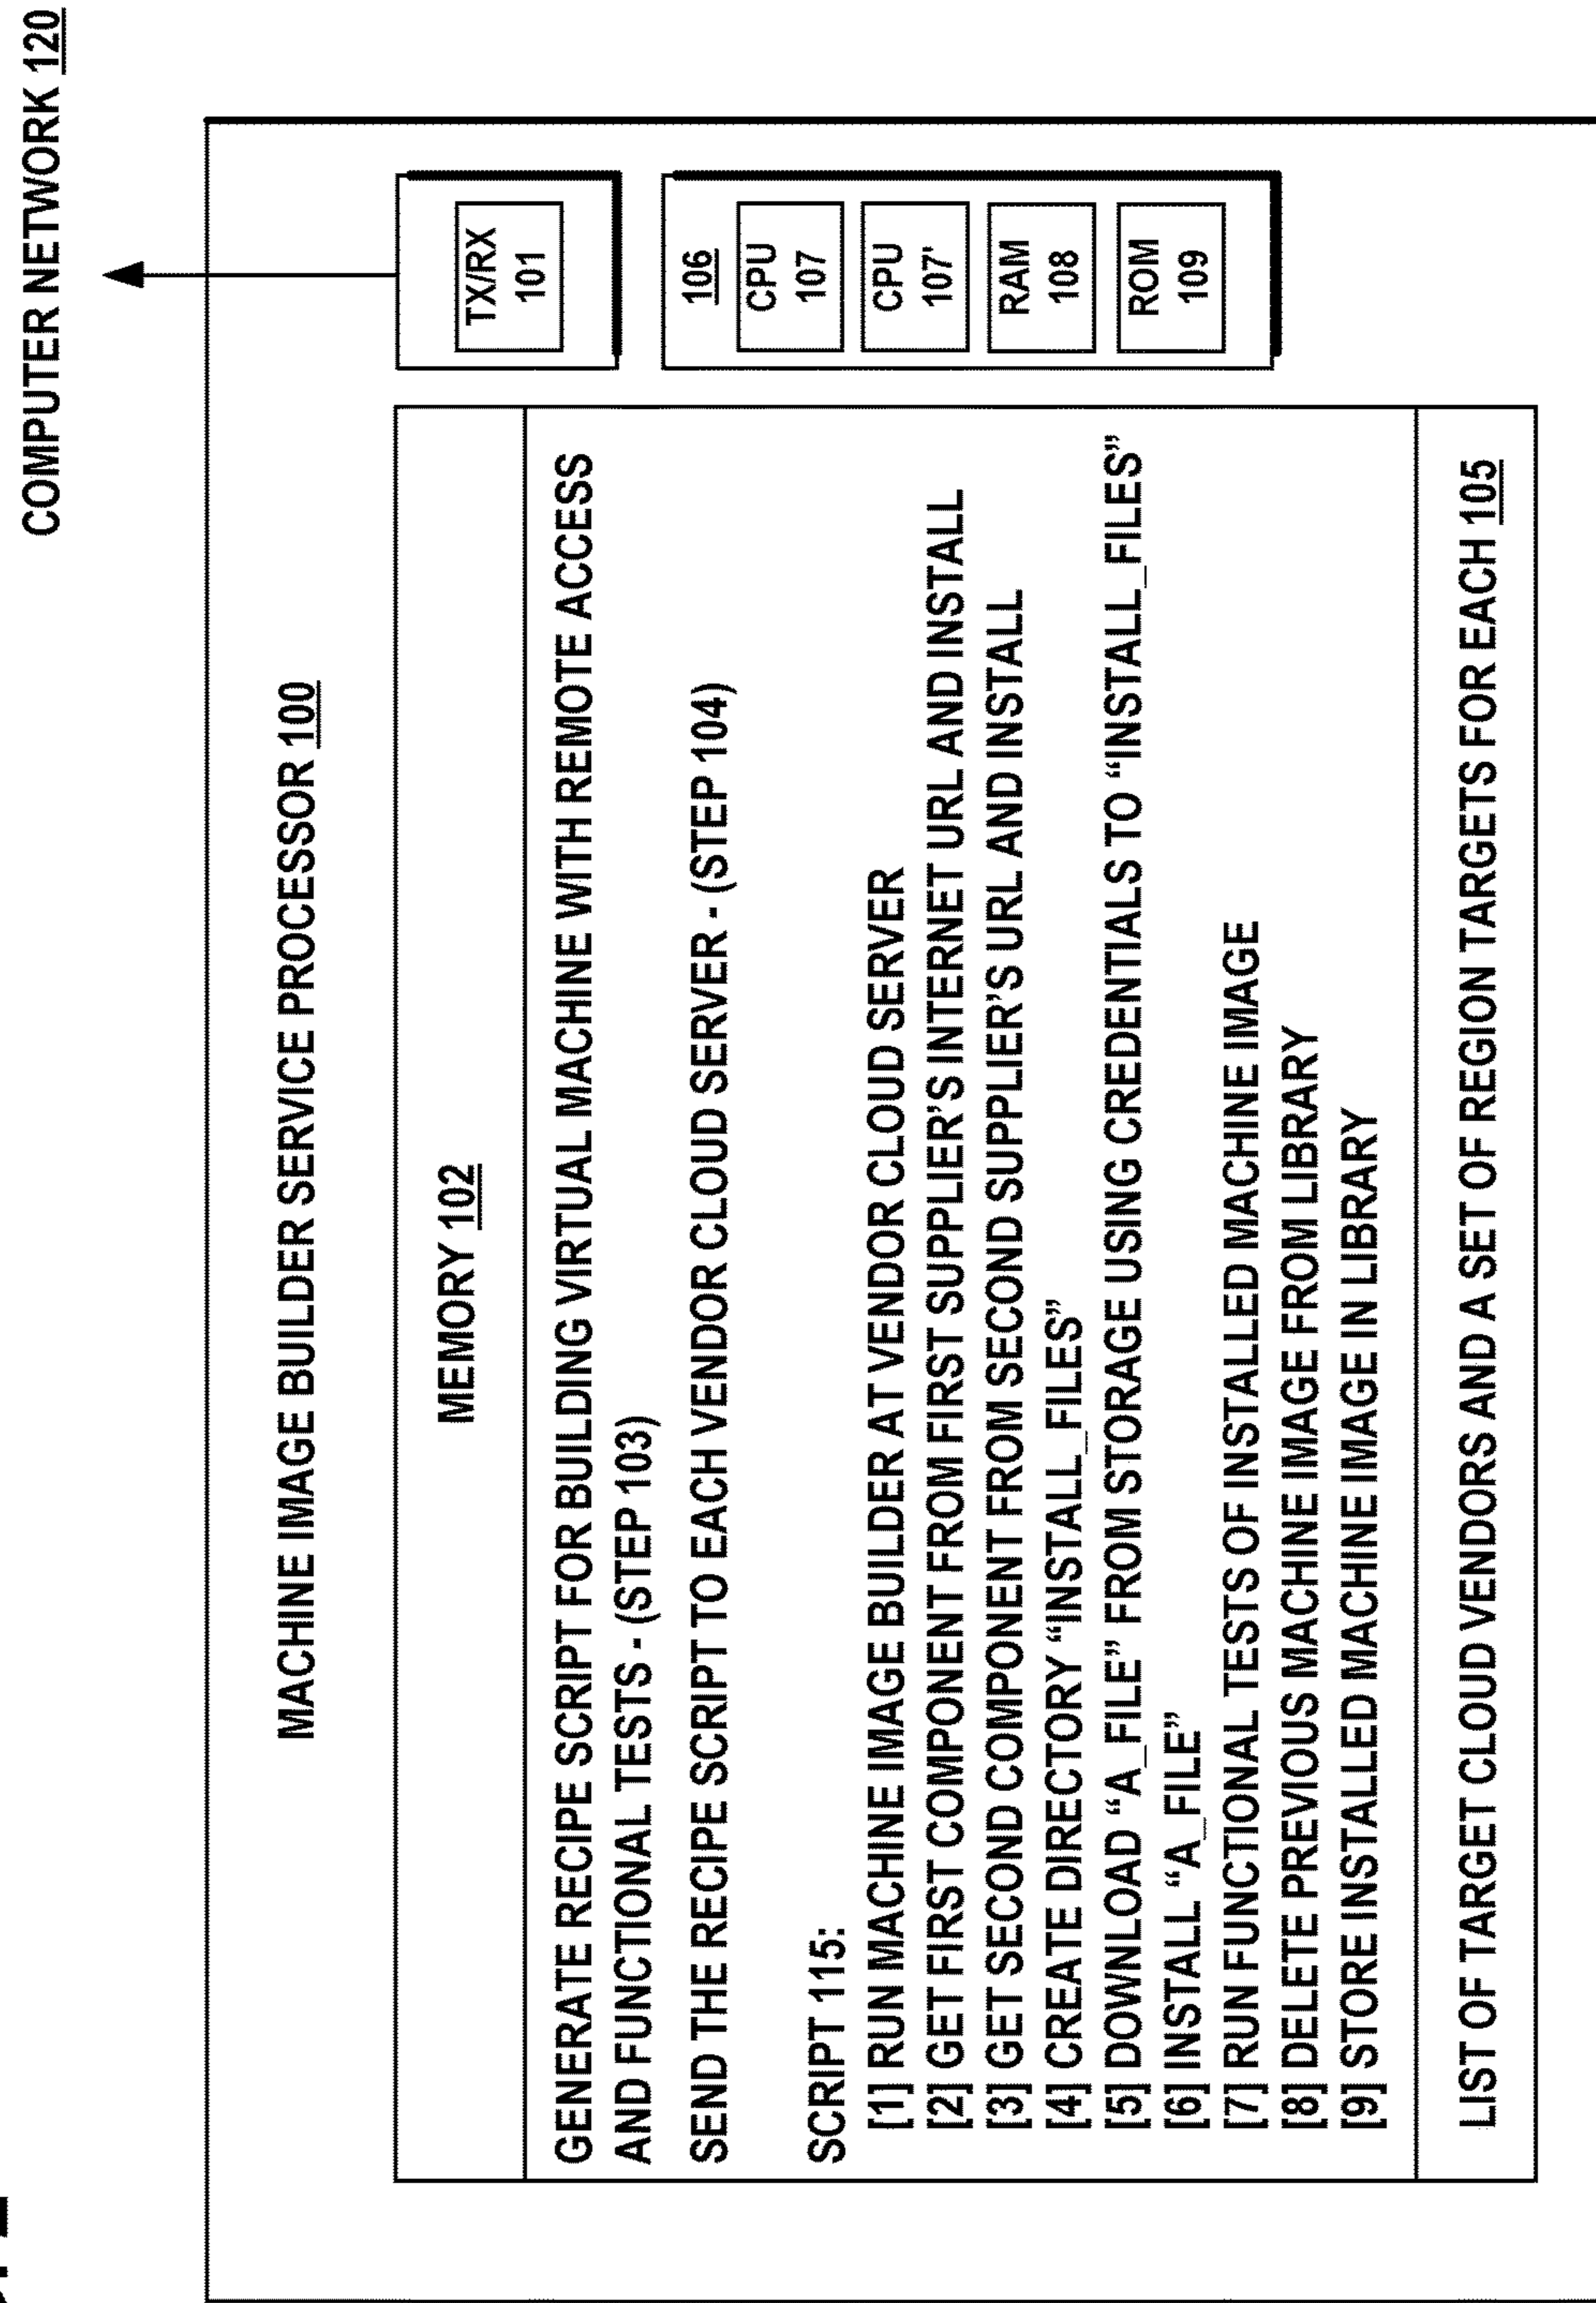 COMPUTER NETWORK 120
MACHINE IMAGE BUILDER SERVICE PROCESSOR 100
MEMORY 102
GENERATE RECIPE SCRIPT FOR BUILDING VIRTUAL MACHINE WITH REMOTE ACCESS
AND FUNCTIONAL TESTS - (STEP 103)
SEND THE RECIPE SCRIPT TO EACH VENDOR CLOUD SERVER - (STEP 104)
SCRIPT 115:
[1] RUN MACHINE IMAGE BUILDER AT VENDOR CLOUD SERVER
[2] GET FIRST COMPONENT FROM FIRST SUPPLIER'S INTERNET URL AND INSTALL
[3] GET SECOND COMPONENT FROM SECOND SUPPLIER'S URL AND INSTALL
[4] CREATE DIRECTORY “INSTALL_FILES”
[5] DOWNLOAD “A_FILE” FROM STORAGE USING CREDENTIALS TO “INSTALL_FILES”
[6] INSTALL “A_FILE”
[7] RUN FUNCTIONAL TESTS OF INSTALLED MACHINE IMAGE
[8] DELETE PREVIOUS MACHINE IMAGE FROM LIBRARY
[9] STORE INSTALLED MACHINE IMAGE IN LIBRARY
LIST OF TARGET CLOUD VENDORS AND A SET OF REGION TARGETS FOR EACH 105
TX/RX
101
106
CPU
107
CPU
107'
RAM
108
ROM
109